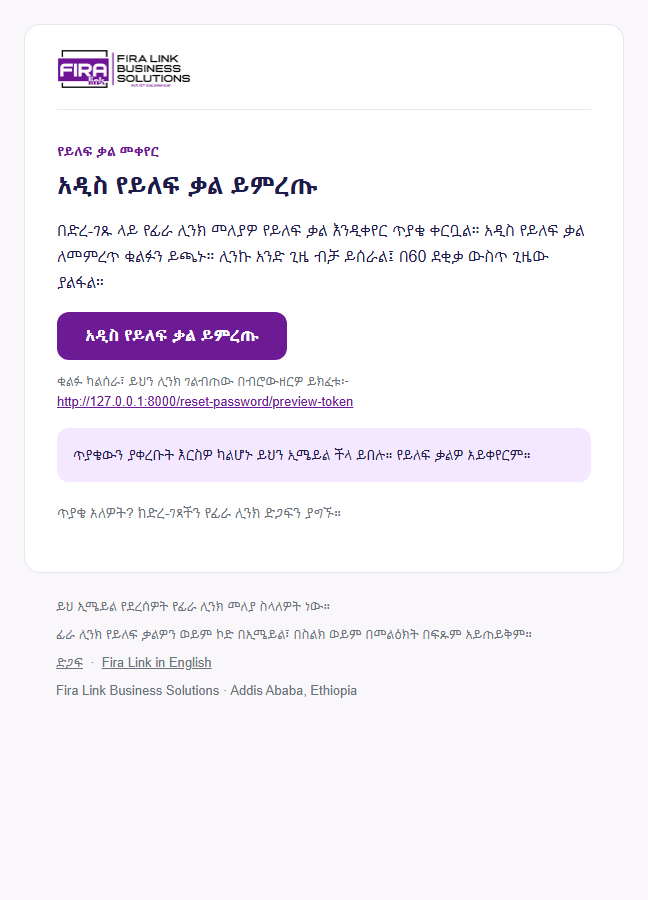 FIRA
FIRA LINK
BUSINESS
SOLUTIONS
የይለፍ ቃል መቀየር
አዲስ የይለፍ ቃል ይምረጡ
በድረ-ገጹ ላይ የፊራ ሊንክ መለያዎ የይለፍ ቃል እንዲቀየር ጥያቄ ቀርቧል። አዲስ የይለፍ ቃል
ለመምረጥ ቁልፉን ይጫኑ። ሊንኩ አንድ ጊዜ ብቻ ይሰራል፤ በ60 ደቂቃ ውስጥ ጊዜው
ያልፋል።
አዲስ የይለፍ ቃል ይምረጡ
ቁልፉ ካልሰራ፣ ይህን ሊንክ ገልብጠው በብሮውዘርዎ ይክፈቱ፦
http://127.0.0.1:8000/reset-password/preview-token
ጥያቄውን ያቀረቡት እርስዎ ካልሆኑ ይህን ኢሜይል ችላ ይበሉ። የይለፍ ቃልዎ አይቀየርም።
ጥያቄ አለዎት? ከድረ-ገጻችን የፊራ ሊንክ ድጋፍን ያግኙ።
ይህ ኢሜይል የደረሰዎት የፊራ ሊንክ መለያ ስላለዎት ነው።
ፊራ ሊንክ የይለፍ ቃልዎን ወይም ኮድ በኢሜይል፣ በስልክ ወይም በመልዕክት በፍጹም አይጠይቅም።
ድጋፍ · Fira Link in English
Fira Link Business Solutions · Addis Ababa, Ethiopia